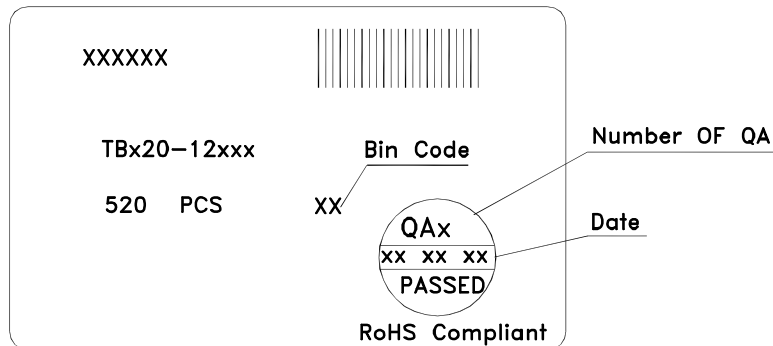 XXXXXX
Number OF QA
TBx20-12xxx
Bin Code
520 PCS
XX
Date
QAx
xx xx xx
PASSED
RoHS Compliant